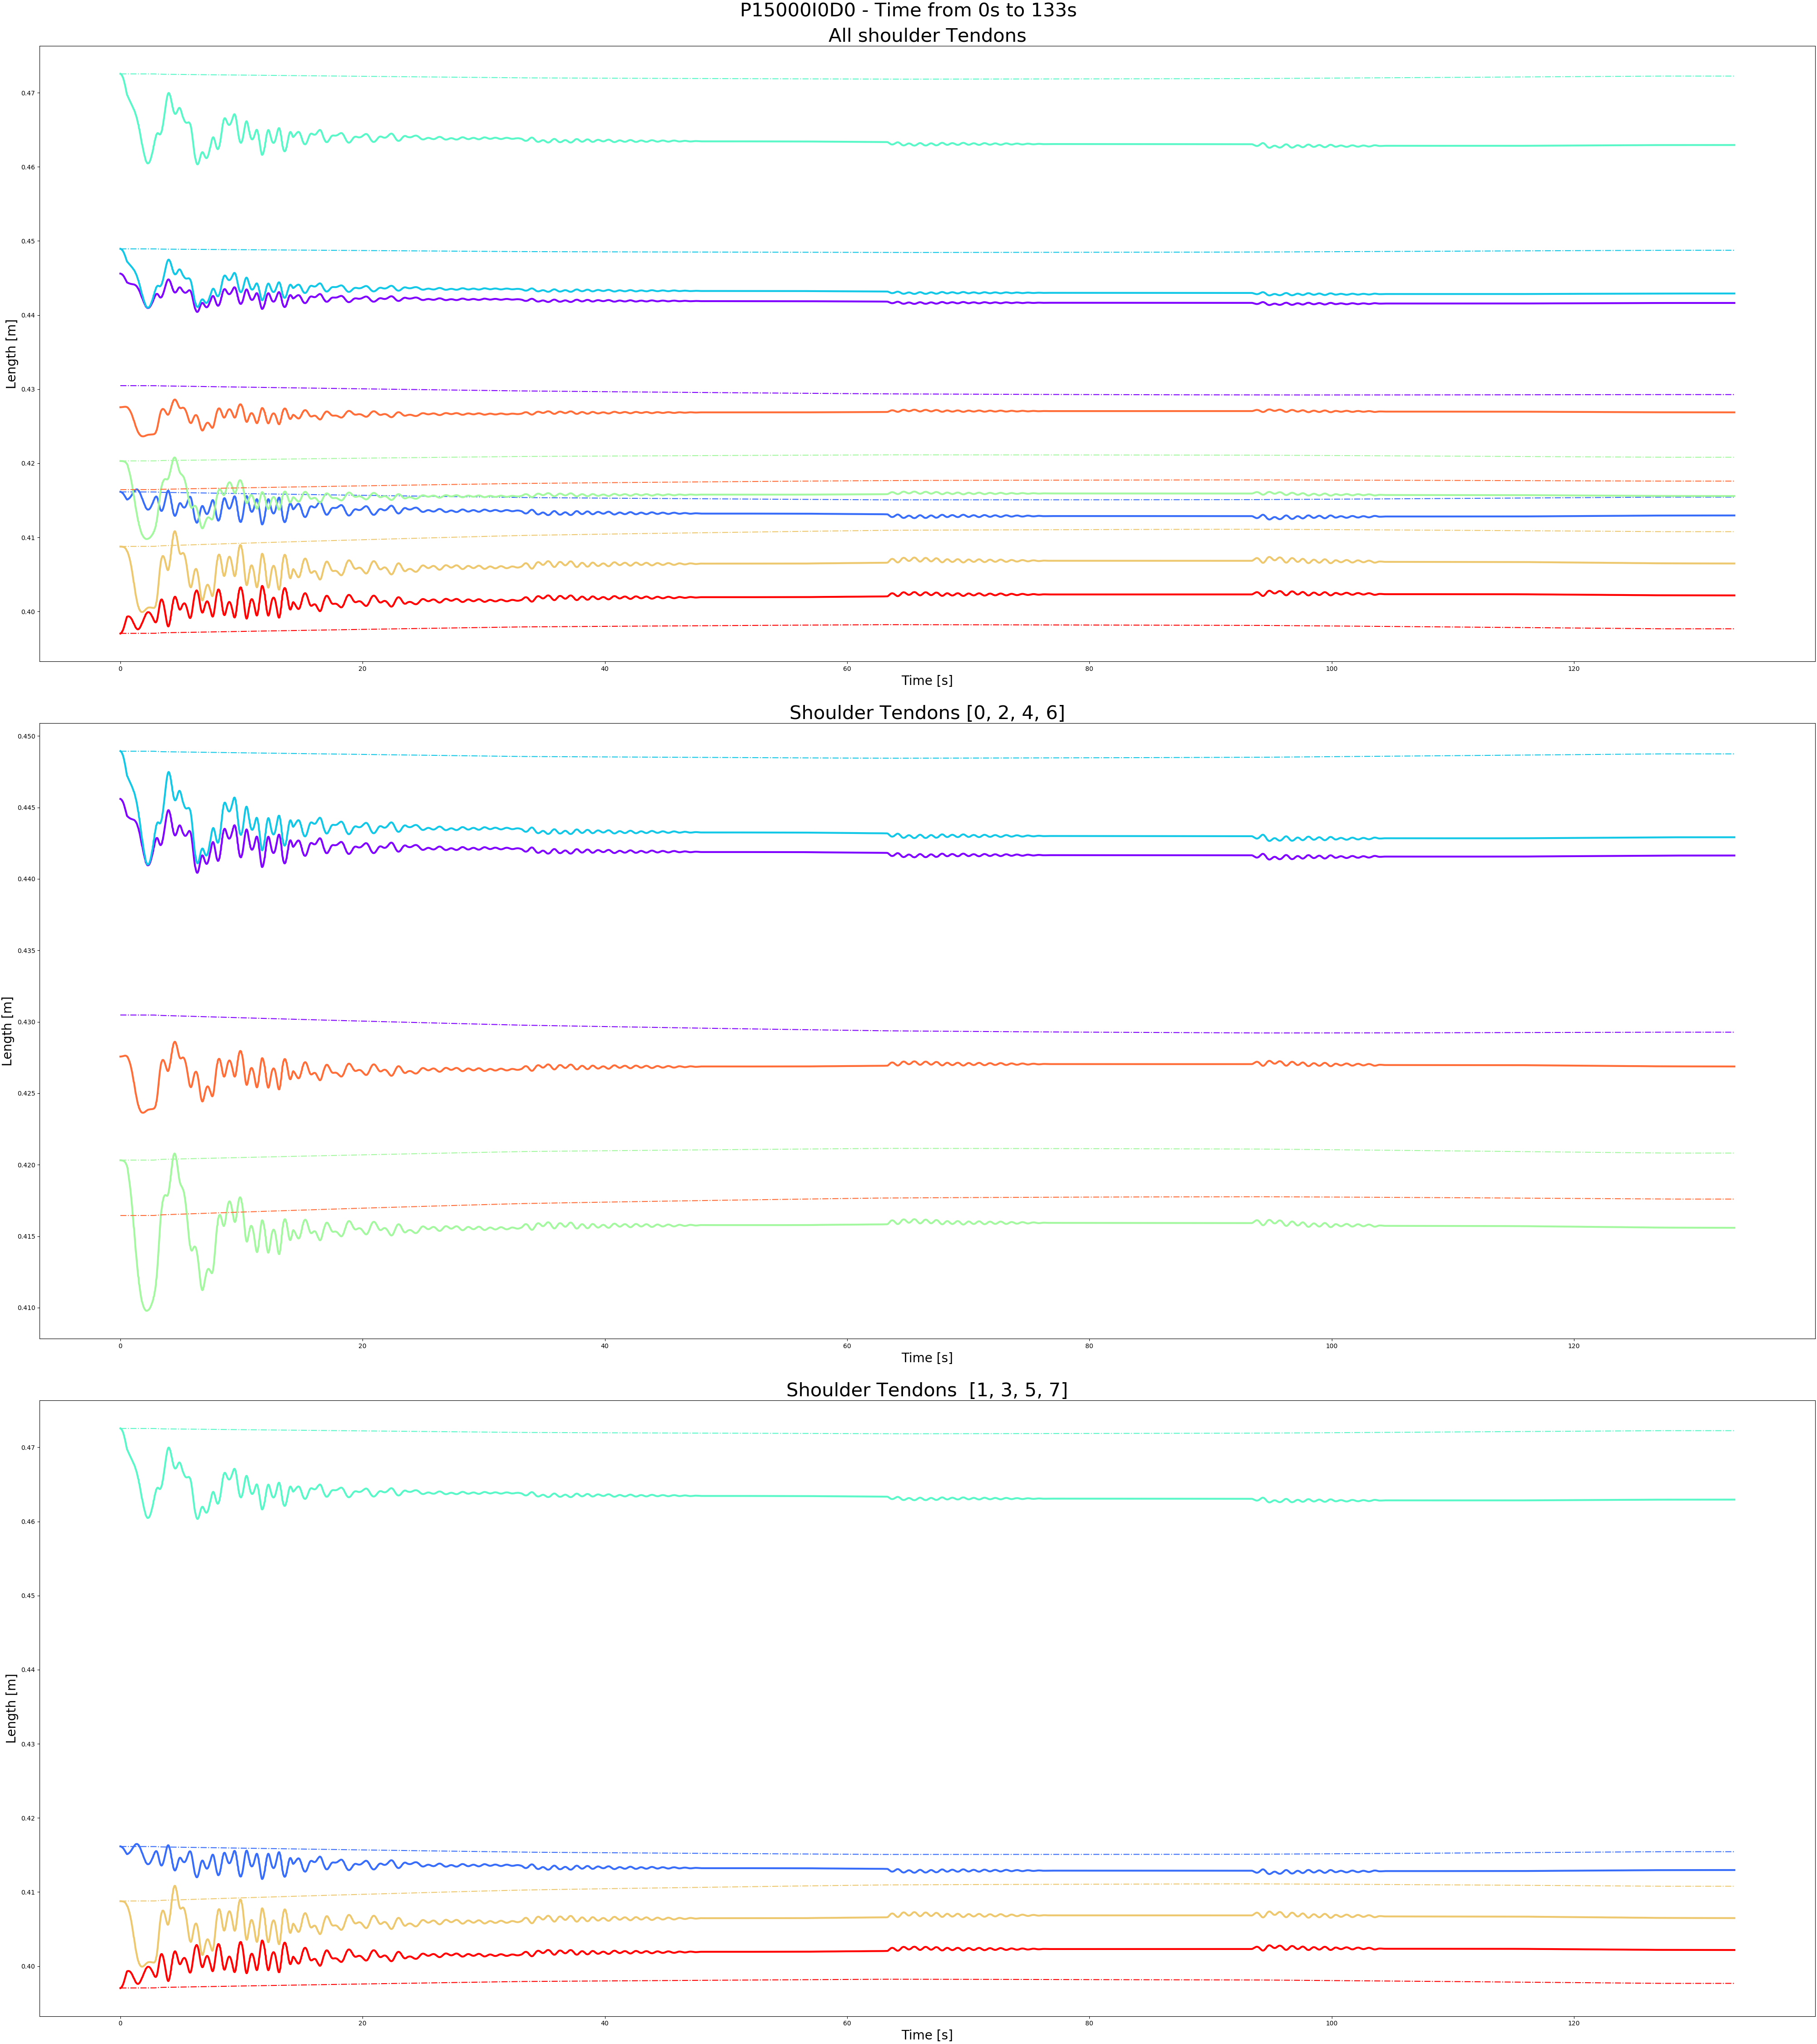 P15000I0D0 - Time from 0s to 133s
All shoulder Tendons
0.47
0.46
0.45
0.44
0.43
0.42
0.41
0.40
Length [m]
0 20 40 60 80 100 120
Time [s]
Shoulder Tendons [0, 2, 4, 6]
0.450
0.445
0.440
0.435
0.430
0.425
0.420
0.415
0.410
Length [m]
0 20 40 60 80 100 120
Time [s]
Shoulder Tendons  [1, 3, 5, 7]
0.47
0.46
0.45
0.44
0.43
0.42
0.41
0.40
Length [m]
0 20 40 60 80 100 120
Time [s]